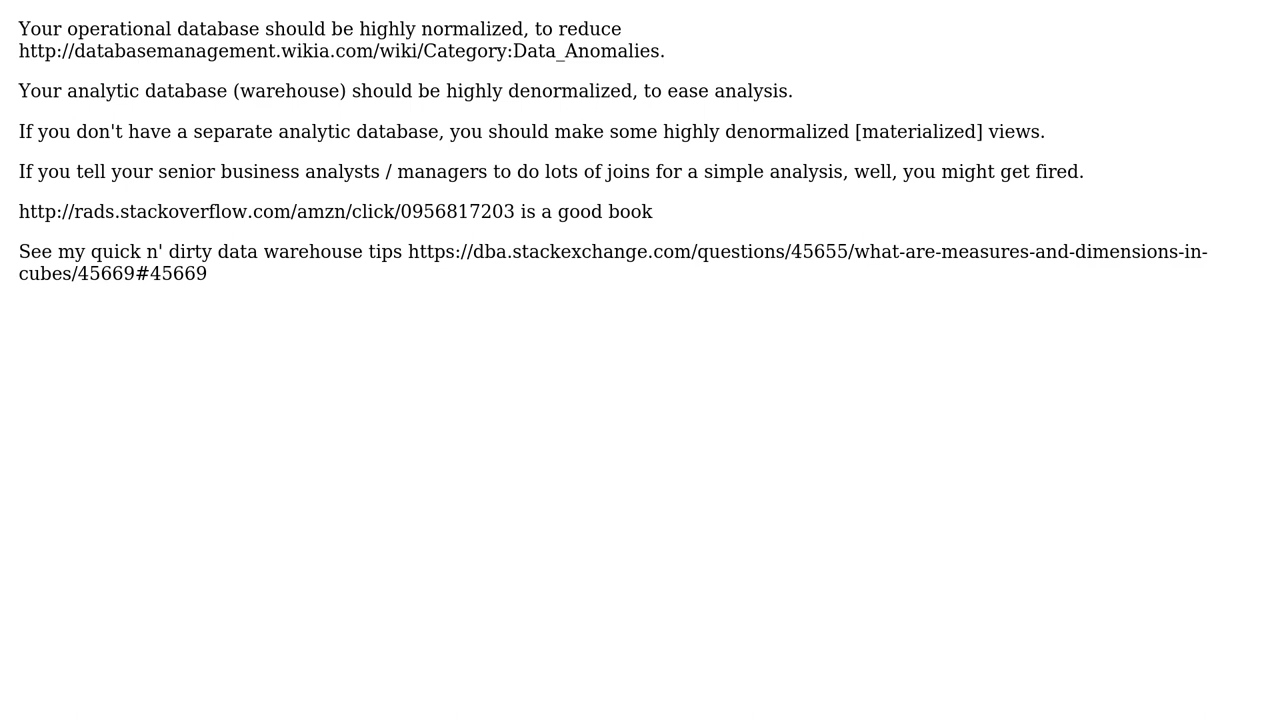 Your operational database should be highly normalized, to reduce
http://databasemanagement.wikia.com/wiki/Category:Data_Anomalies.
Your analytic database (warehouse) should be highly denormalized, to ease analysis.
If you don't have a separate analytic database, you should make some highly denormalized [materialized] views.
If you tell your senior business analysts / managers to do lots of joins for a simple analysis, well, you might get fired.
http://rads.stackoverflow.com/amzn/click/0956817203 is a good book
See my quick n' dirty data warehouse tips https://dba.stackexchange.com/questions/45655/what-are-measures-and-dimensions-in-
cubes/45669#45669